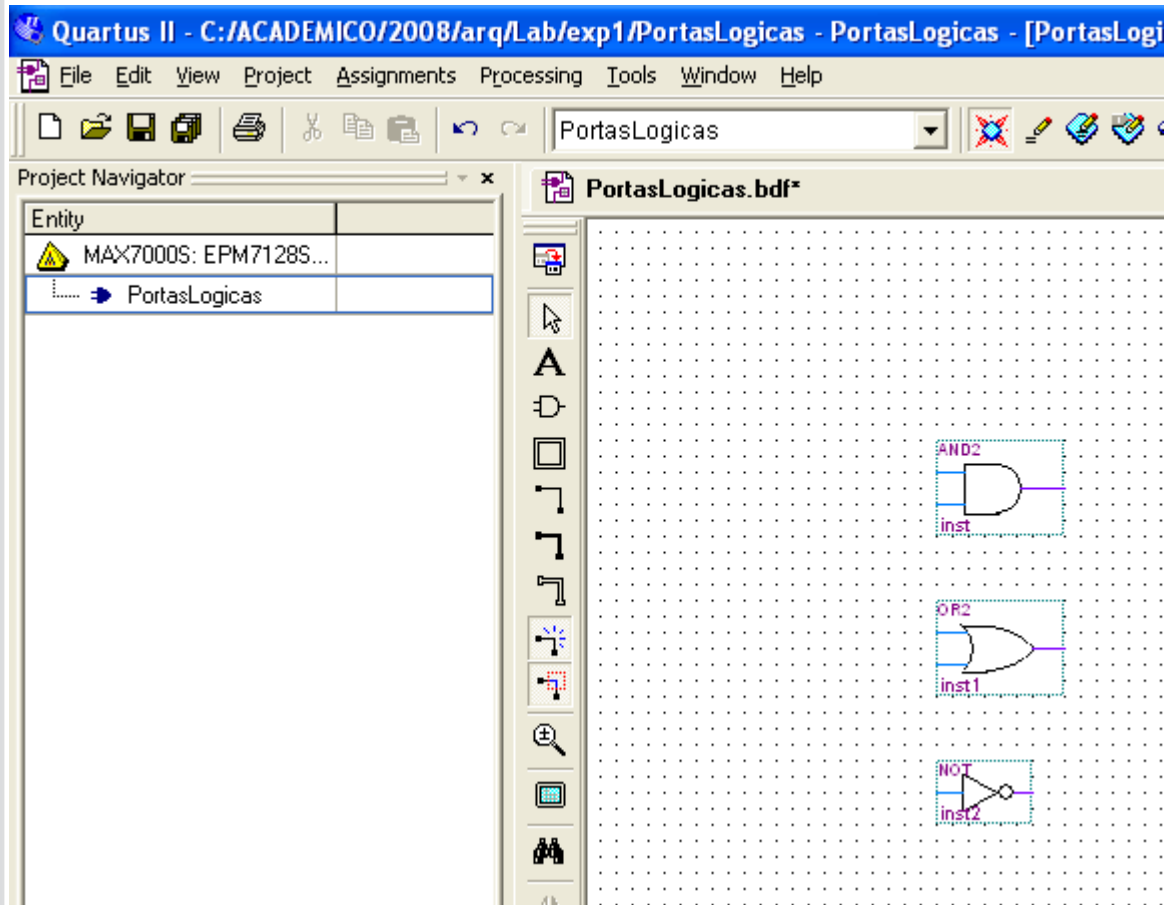 Quartus II - C:/ACADEMICO/2008/arq/Lab/exp1/PortasLogicas - PortasLogicas - [PortasLogi
File Edit View Project Assignments Processing Tools Window Help
PortasLogicas
Project Navigator
PortasLogicas.bdf*
Entity
MAX7000S: EPM7128S...
PortasLogicas
A
AND2
inst
OR2
inst1
NOT
inst2